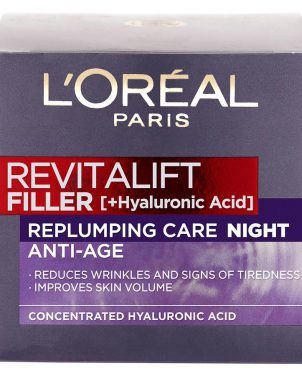 L'ORÉAL
PARIS
REVITALIFT
FILLER [+Hyaluronic Acid]
REPLUMPING CARE NIGHT
ANTI-AGE
· REDUCES WRINKLES AND SIGNS OF TIREDNESS
· IMPROVES SKIN VOLUME
CONCENTRATED HYALURONIC ACID